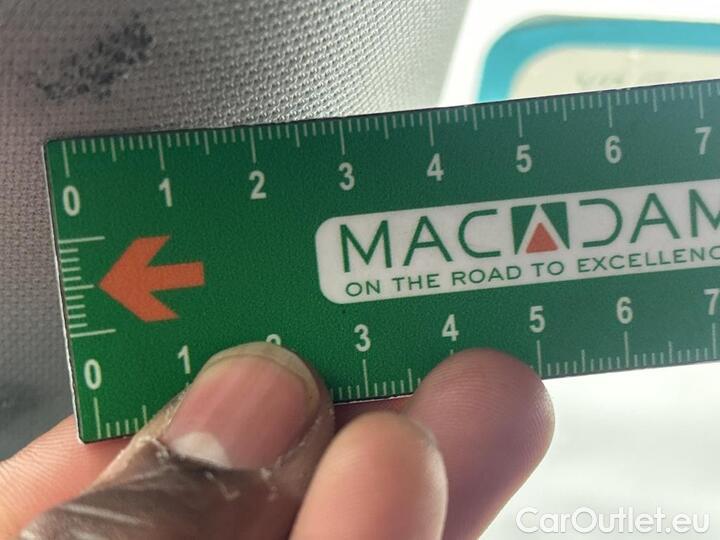 0 1 2 3 4 5 6 7
MACADAM
ON THE ROAD TO EXCELLENC
0 1 2 3 4 5 6 7
CarOutlet.eu